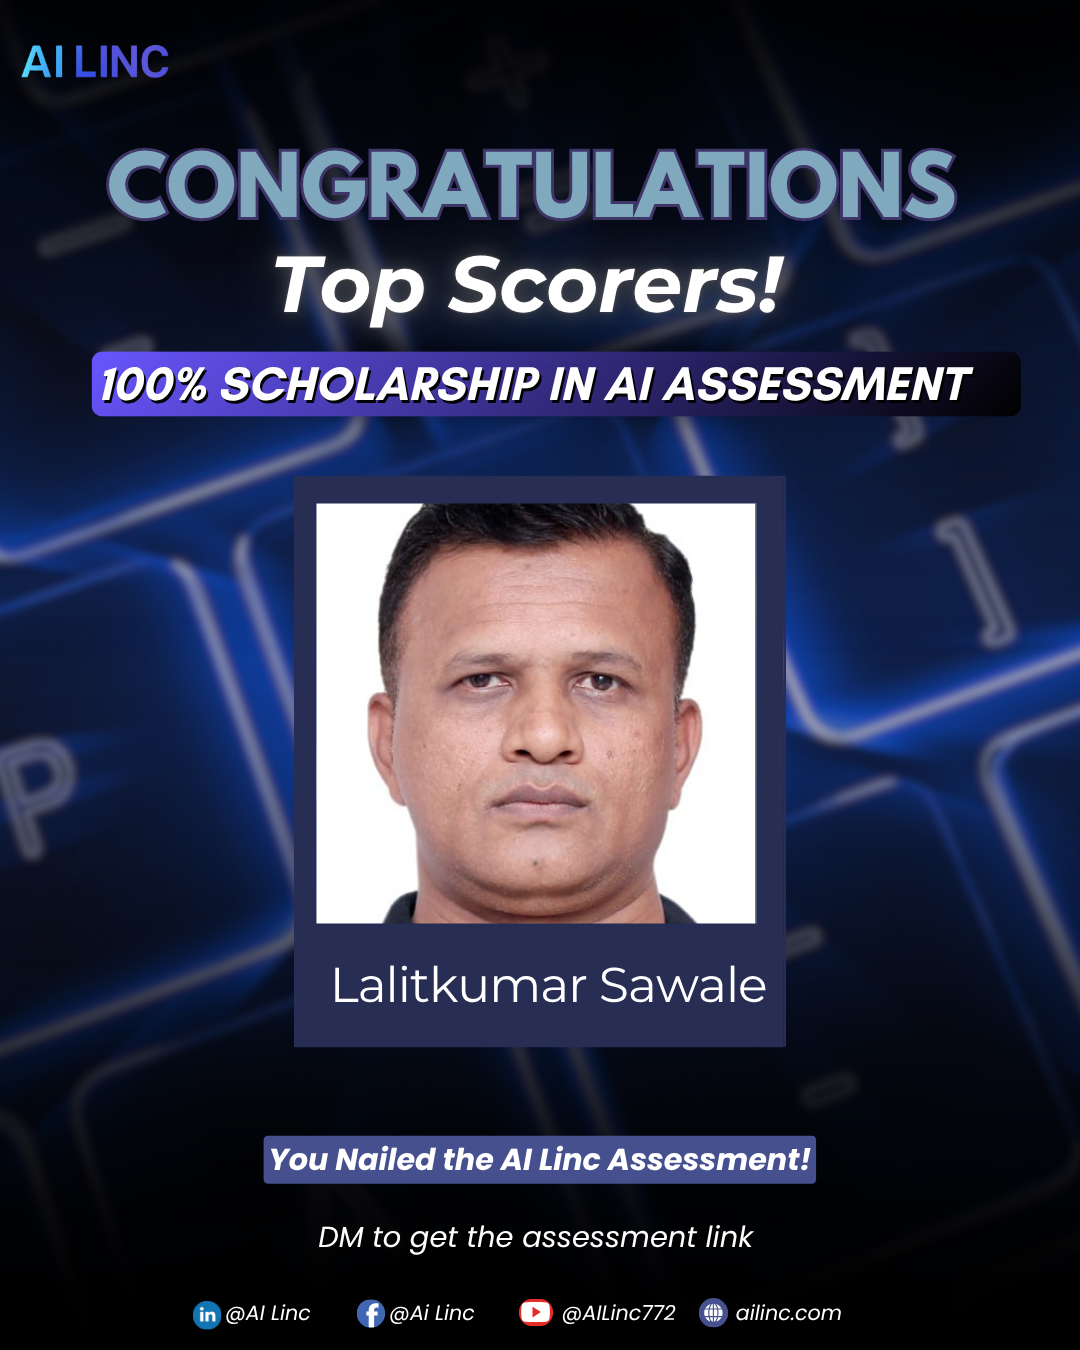 AI LINC
CONGRATULATIONS
Top Scorers!
100% SCHOLARSHIP IN AI ASSESSMENT
Lalitkumar Sawale
You Nailed the AI Linc Assessment!
DM to get the assessment link
@AI Linc @Ai Linc @AILinc772 ailinc.com